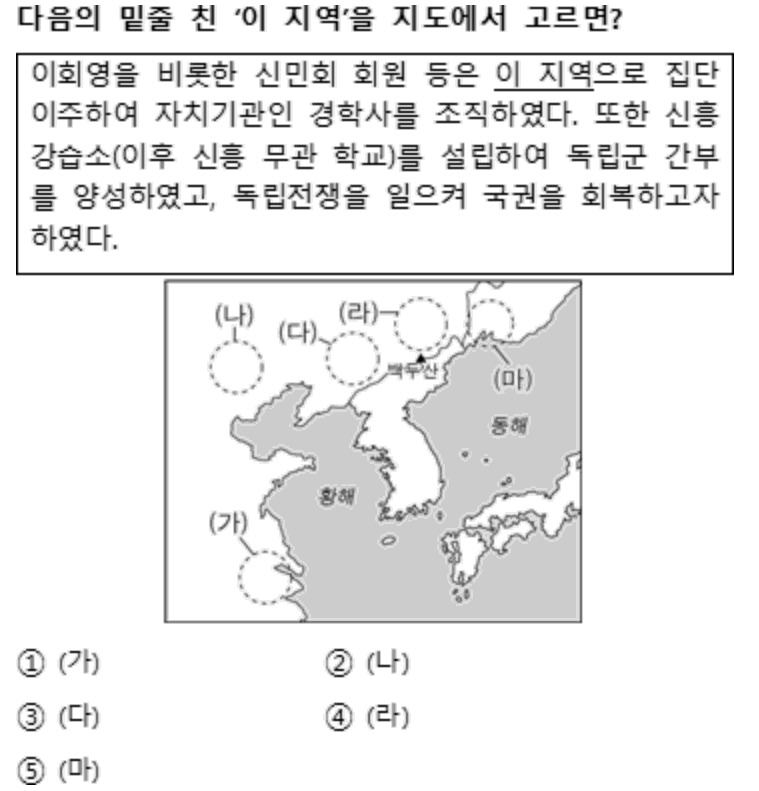 다음의 밑줄 친 ‘이 지역’을 지도에서 고르면?
이회영을 비롯한 신민회 회원 등은 이 지역으로 집단
이주하여 자치기관인 경학사를 조직하였다. 또한 신흥
강습소(이후 신흥 무관 학교)를 설립하여 독립군 간부
를 양성하였고, 독립전쟁을 일으켜 국권을 회복하고자
하였다.
(나)
(다)
(라)
백두산
(마)
동해
황해
(가)
① (가)
② (나)
③ (다)
④ (라)
⑤ (마)